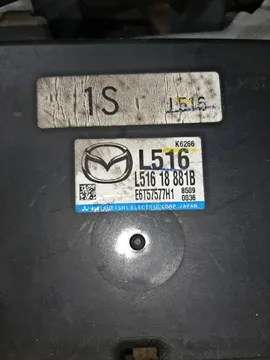 1S L516
K6266
L516
L516 18 881B
E6T57577H1 8509
0036
MITSUBISHI ELECTRIC CORP. JAPAN